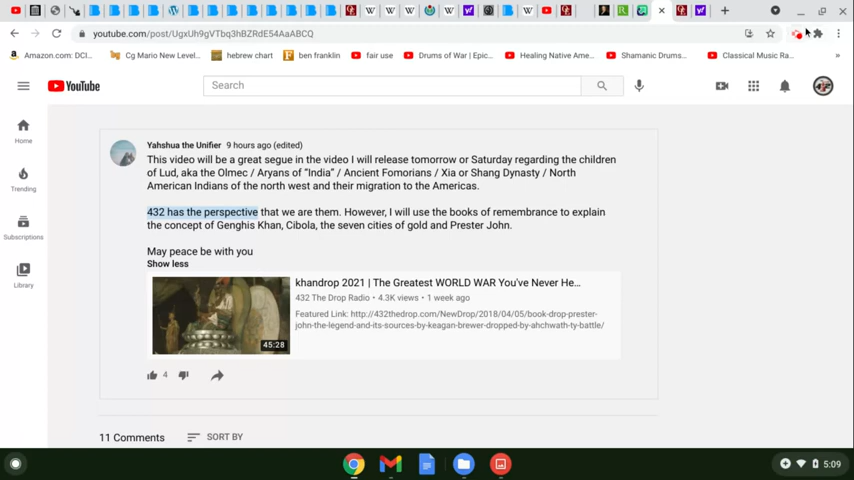 youtube.com/post/UgxUh9gVTbq3hBZRdE54AaABCQ
Amazon.com: DCI...
Cg Mario New Level...
hebrew chart
ben franklin
fair use
Drums of War | Epic...
Healing Native Ame...
Shamanic Drums...
Classical Music Ra...
»
YouTube
Search
Home
Trending
Subscriptions
Library
Yahshua the Unifier 9 hours ago (edited)
This video will be a great segue in the video I will release tomorrow or Saturday regarding the children
of Lud, aka the Olmec / Aryans of “India” / Ancient Fomorians / Xia or Shang Dynasty / North
American Indians of the north west and their migration to the Americas.
432 has the perspective that we are them. However, I will use the books of remembrance to explain
the concept of Genghis Khan, Cibola, the seven cities of gold and Prester John.
May peace be with you
Show less
khandrop 2021 | The Greatest WORLD WAR You've Never He...
432 The Drop Radio • 4.3K views • 1 week ago
Featured Link: http://432thedrop.com/NewDrop/2018/04/05/book-drop-prester-
john-the-legend-and-its-sources-by-keagan-brewer-dropped-by-ahchwath-ty-battle/
45:28
4
11 Comments
SORT BY
5:09